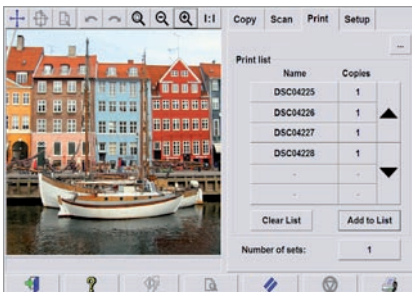 1:1 Copy Scan Print Setup
...
Print list
Name Copies
DSC04225 1
DSC04226 1
DSC04227 1
DSC04228 1
- -
- -
Clear List Add to List
Number of sets: 1
?